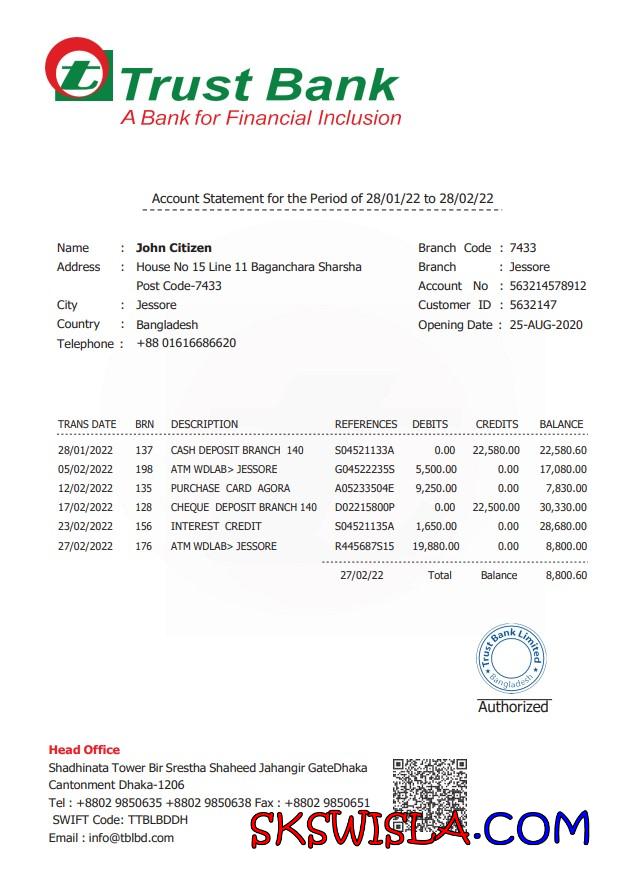 t Trust Bank
A Bank for Financial Inclusion
Account Statement for the Period of 28/01/22 to 28/02/22
Name : John Citizen
Address : House No 15 Line 11 Baganchara Sharsha
Post Code-7433
City : Jessore
Country : Bangladesh
Telephone : +88 01616686620
Branch Code : 7433
Branch : Jessore
Account No : 563214578912
Customer ID : 5632147
Opening Date : 25-AUG-2020
TRANS DATE BRN DESCRIPTION REFERENCES DEBITS CREDITS BALANCE
28/01/2022 137 CASH DEPOSIT BRANCH 140 S04521133A 0.00 22,580.00 22,580.60
05/02/2022 198 ATM WDLAB> JESSORE G04522235S 5,500.00 0.00 17,080.00
12/02/2022 135 PURCHASE CARD AGORA A05233504E 9,250.00 0.00 7,830.00
17/02/2022 128 CHEQUE DEPOSIT BRANCH 140 D02215800P 0.00 22,500.00 30,330.00
23/02/2022 156 INTEREST CREDIT S04521135A 1,650.00 0.00 28,680.00
27/02/2022 176 ATM WDLAB> JESSORE R445687S15 19,880.00 0.00 8,800.00
27/02/22 Total Balance 8,800.60
Trust Bank Limited
Bangladesh
Authorized
Head Office
Shadhinata Tower Bir Srestha Shaheed Jahangir GateDhaka
Cantonment Dhaka-1206
Tel : +8802 9850635 +8802 9850638 Fax : +8802 9850651
SWIFT Code: TTBLBDDH
Email : info@tblbd.com
SKSWISLA.COM